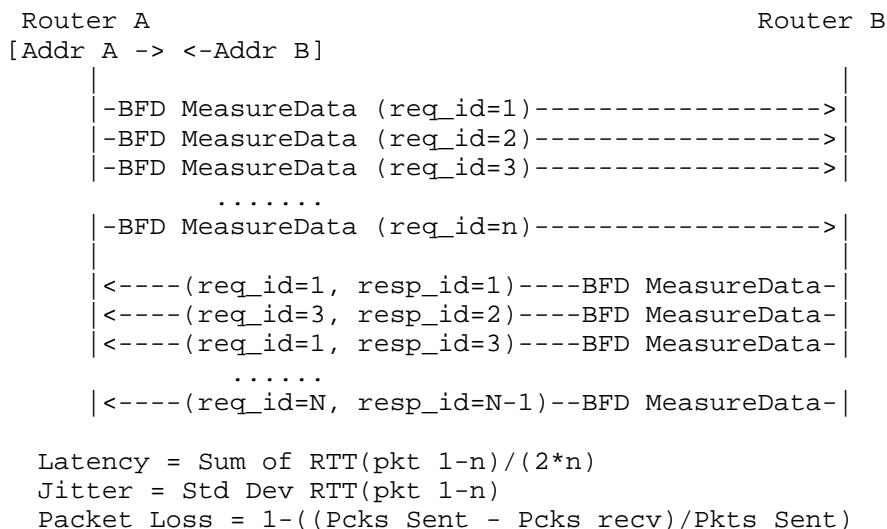 Router A Router B
[Addr A -> <-Addr B]
| |
|-BFD MeasureData (req_id=1)------------------>|
|-BFD MeasureData (req_id=2)------------------>|
|-BFD MeasureData (req_id=3)------------------>|
.......
|-BFD MeasureData (req_id=n)------------------>|
| |
|<----(req_id=1, resp_id=1)----BFD MeasureData-|
|<----(req_id=3, resp_id=2)----BFD MeasureData-|
|<----(req_id=1, resp_id=3)----BFD MeasureData-|
......
|<----(req_id=N, resp_id=N-1)--BFD MeasureData-|
Latency = Sum of RTT(pkt 1-n)/(2*n)
Jitter = Std Dev RTT(pkt 1-n)
Packet Loss = 1-((Pcks Sent - Pcks recv)/Pkts Sent)